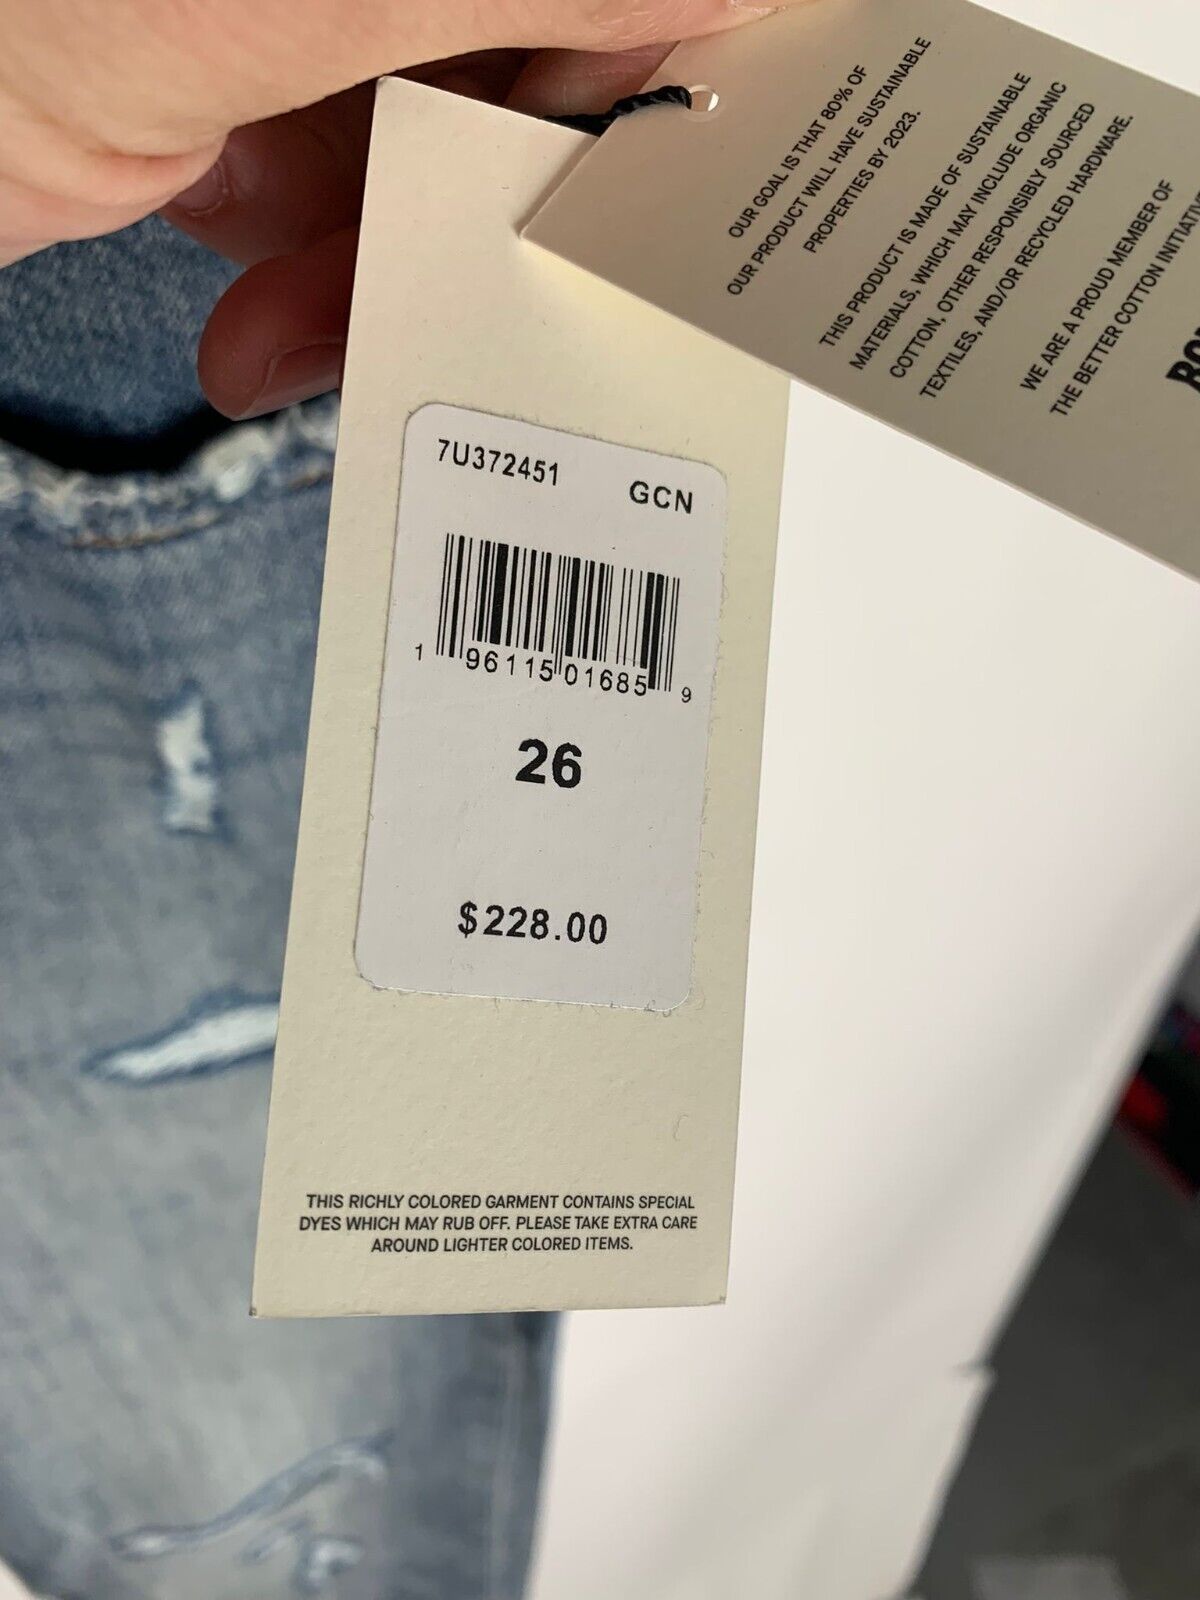 OUR GOAL IS THAT 80% OF
OUR PRODUCT WILL HAVE SUSTAINABLE
PROPERTIES BY 2023.
THIS PRODUCT IS MADE OF SUSTAINABLE
MATERIALS, WHICH MAY INCLUDE ORGANIC
COTTON, OTHER RESPONSIBLY SOURCED
TEXTILES, AND/OR RECYCLED HARDWARE.
WE ARE A PROUD MEMBER OF
THE BETTER COTTON INITIATIVE
7U372451 GCN
1 96115 01685 9
26
$228.00
THIS RICHLY COLORED GARMENT CONTAINS SPECIAL
DYES WHICH MAY RUB OFF. PLEASE TAKE EXTRA CARE
AROUND LIGHTER COLORED ITEMS.